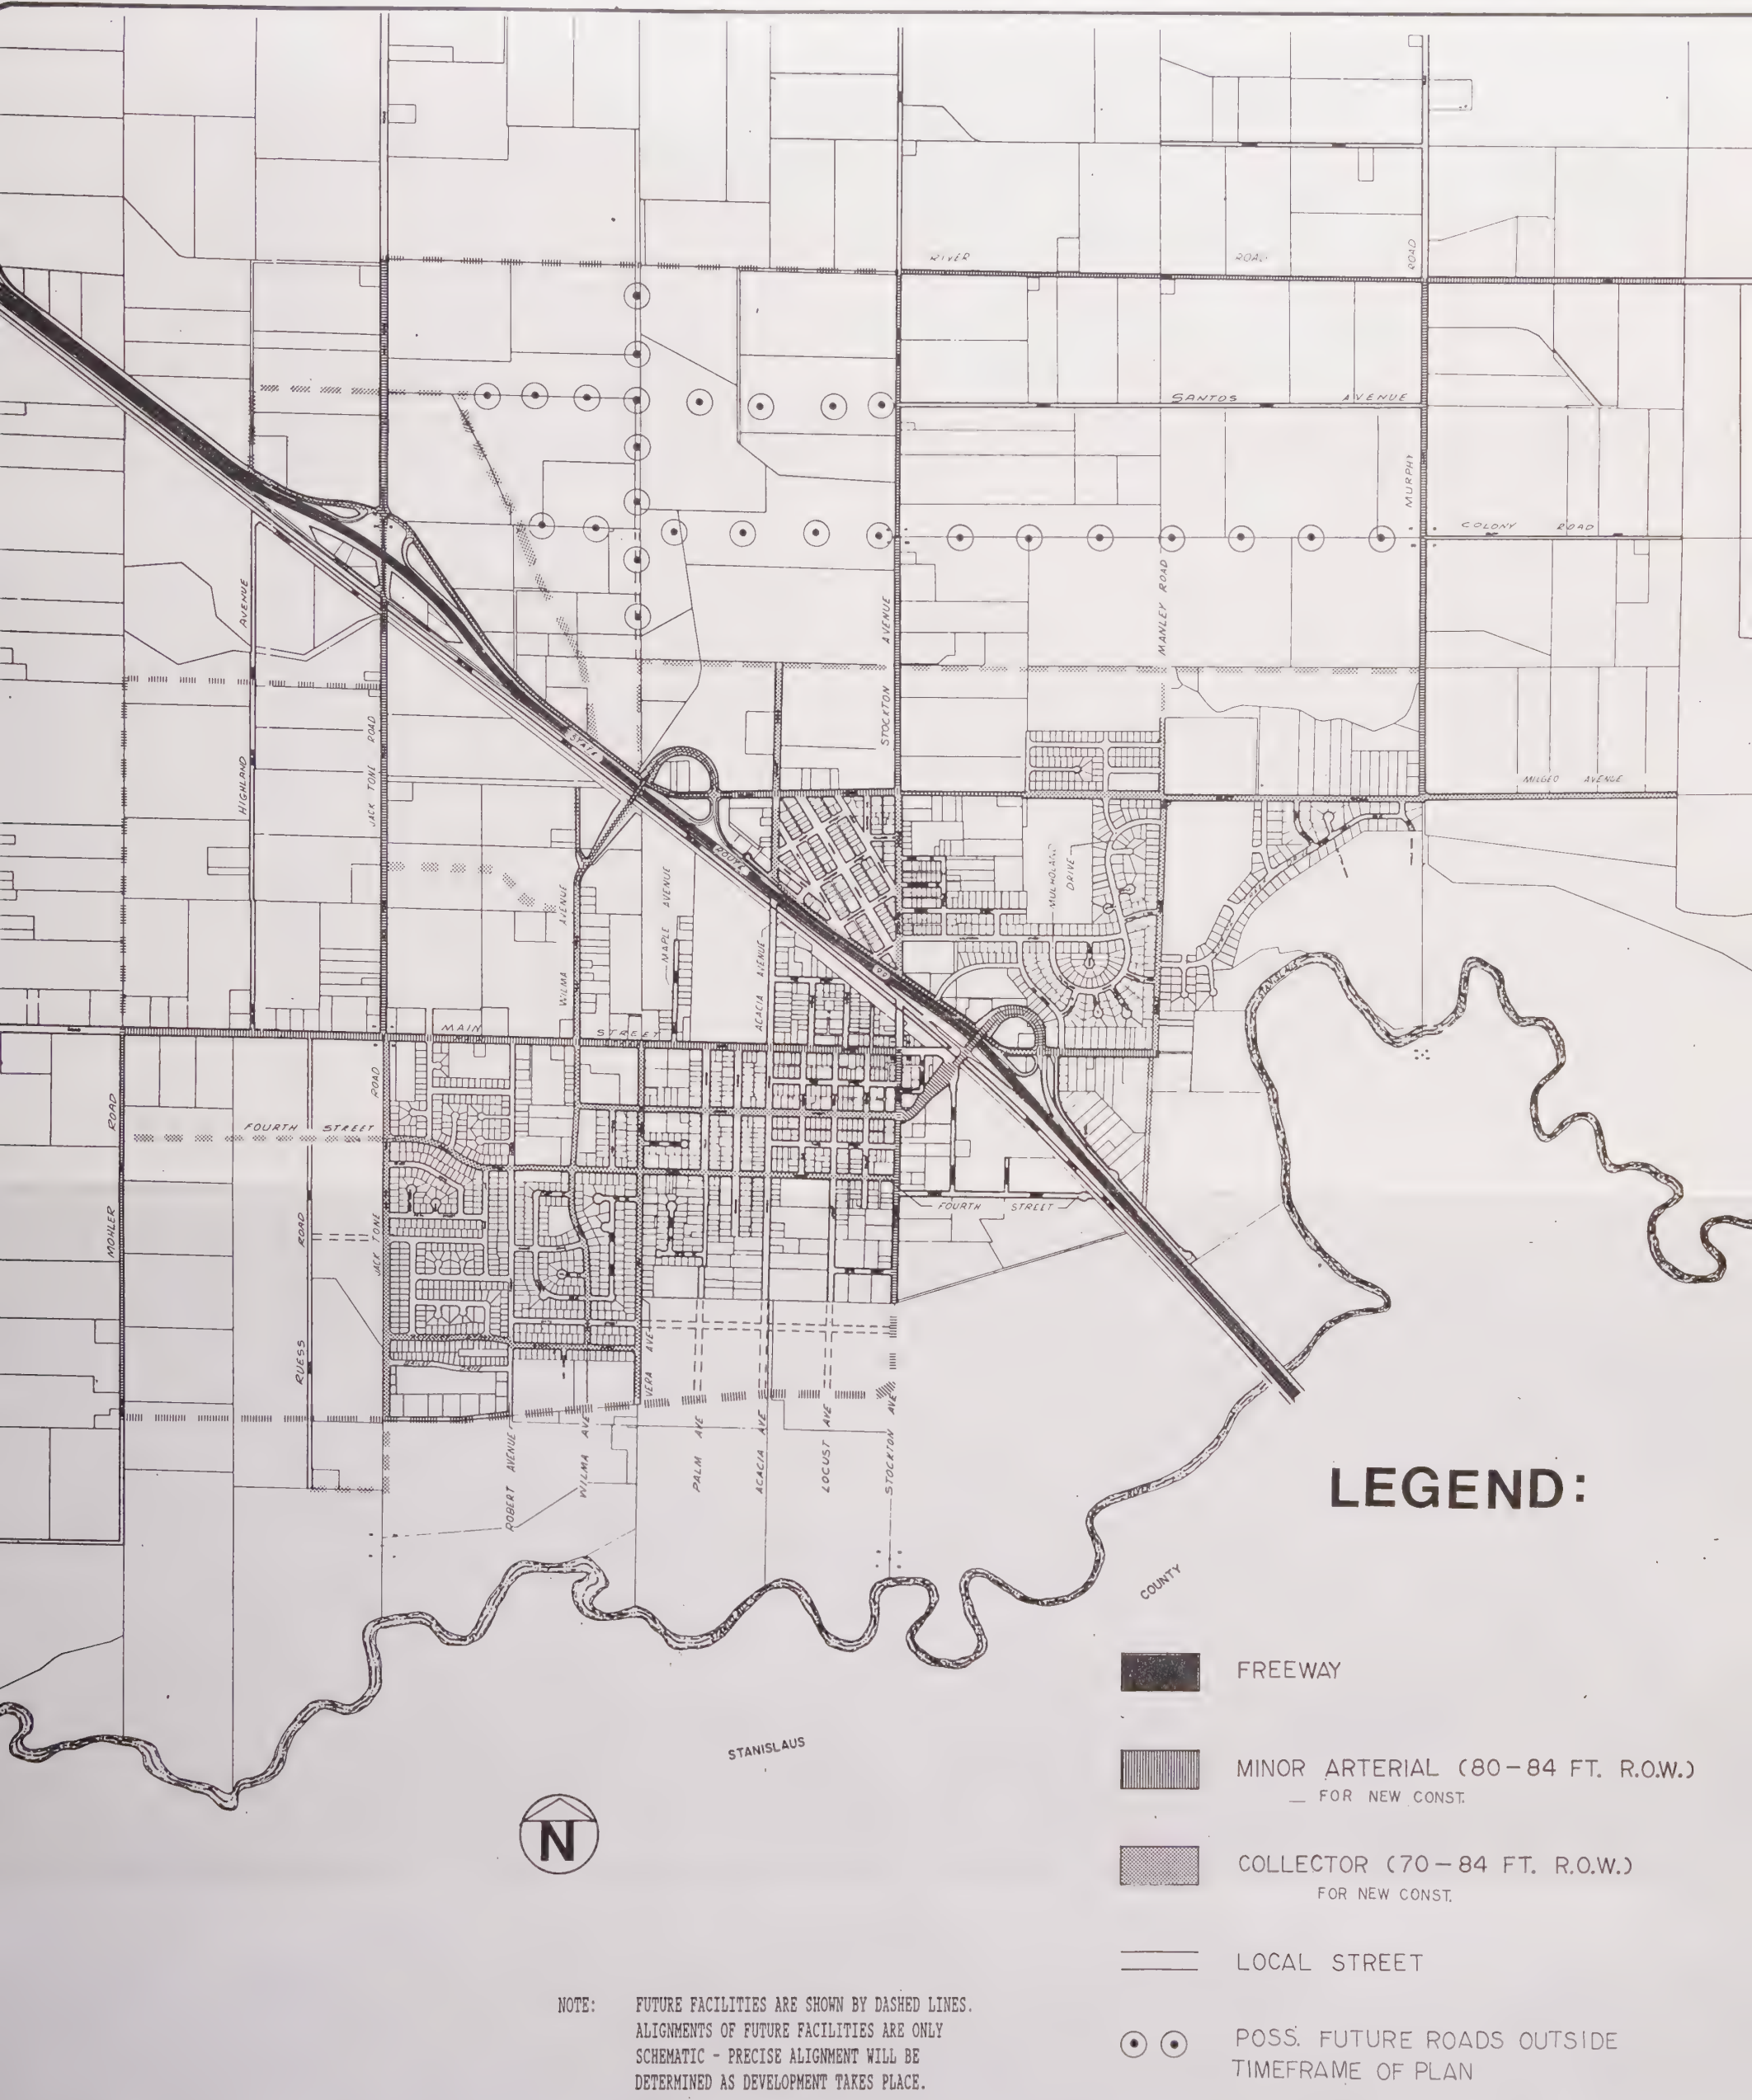 RIVER ROAD
ROAD
SANTOS AVENUE
MURPHY
COLONY ROAD
AVENUE
HIGHLAND
JACK TONE ROAD
STATE
ROUTE
99
STOCKTON AVENUE
MANLEY ROAD
MILGEO AVENUE
MULHOLLAND
DRIVE
WILMA AVENUE
MAPLE AVENUE
ACACIA AVENUE
MAIN STREET
MOHLER ROAD
FOURTH STREET
ROAD
JACK TONE
RUESS ROAD
FOURTH STREET
VERA AVE
ROBERT AVENUE
WILMA AVE
PALM AVE
ACACIA AVE
LOCUST AVE
STOCKTON AVE
STANISLAUS
COUNTY
N
LEGEND:
FREEWAY
MINOR ARTERIAL (80-84 FT. R.O.W.)
FOR NEW CONST.
COLLECTOR (70-84 FT. R.O.W.)
FOR NEW CONST.
LOCAL STREET
POSS. FUTURE ROADS OUTSIDE
TIMEFRAME OF PLAN
NOTE: FUTURE FACILITIES ARE SHOWN BY DASHED LINES.
ALIGNMENTS OF FUTURE FACILITIES ARE ONLY
SCHEMATIC - PRECISE ALIGNMENT WILL BE
DETERMINED AS DEVELOPMENT TAKES PLACE.